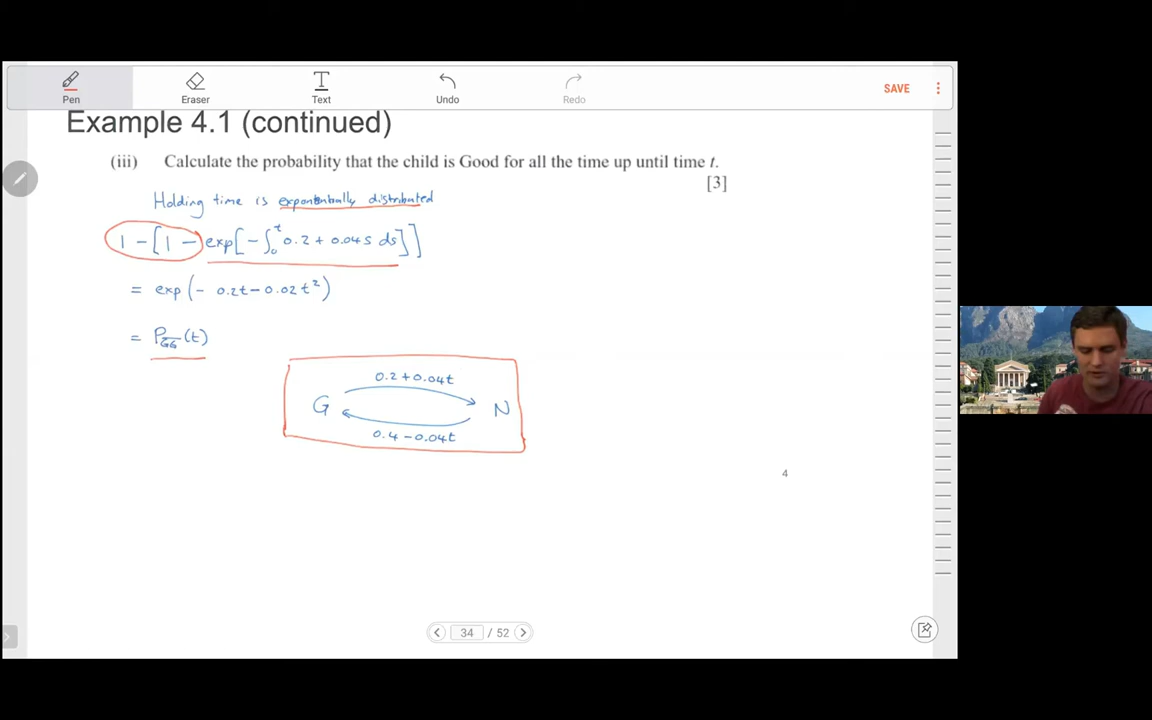 Pen
Eraser
Text
Undo
Redo
SAVE
Example 4.1 (continued)
(iii) Calculate the probability that the child is Good for all the time up until time t.
[3]
Holding time is exponentially distributed
1 - [1 - exp[- ∫₀ᵗ 0.2 + 0.04s ds]]
= exp(- 0.2t - 0.02t²)
= P_{\overline{GG}}(t)
0.2 + 0.04t
G N
0.4 - 0.04t
4
34 / 52